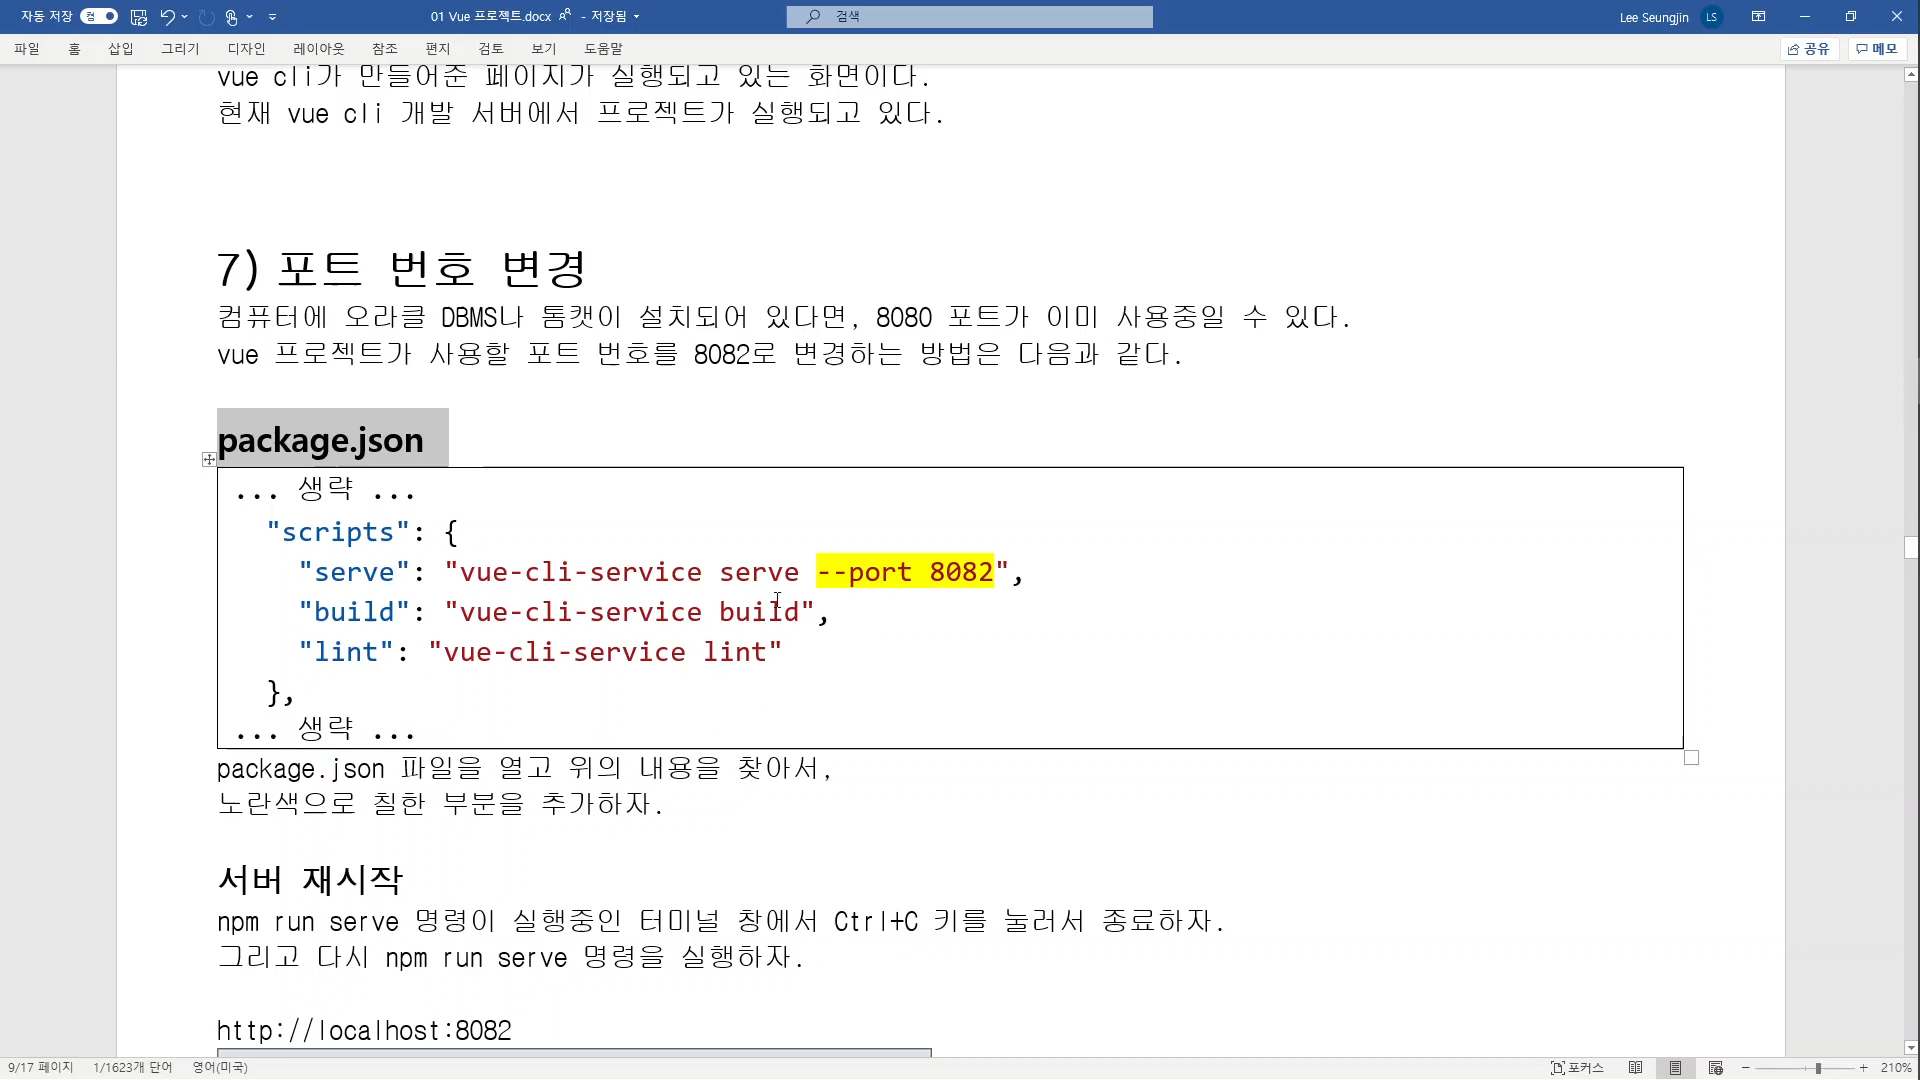 자동 저장 켬 01 Vue 프로젝트.docx - 저장됨 검색 Lee Seungjin LS
파일 홈 삽입 그리기 디자인 레이아웃 참조 편지 검토 보기 도움말 공유 메모
vue cli가 만들어준 페이지가 실행되고 있는 화면이다.
현재 vue cli 개발 서버에서 프로젝트가 실행되고 있다.
7) 포트 번호 변경
컴퓨터에 오라클 DBMS나 톰캣이 설치되어 있다면, 8080 포트가 이미 사용중일 수 있다.
vue 프로젝트가 사용할 포트 번호를 8082로 변경하는 방법은 다음과 같다.
package.json
... 생략 ...
"scripts": {
"serve": "vue-cli-service serve --port 8082",
"build": "vue-cli-service build",
"lint": "vue-cli-service lint"
},
... 생략 ...
package.json 파일을 열고 위의 내용을 찾아서,
노란색으로 칠한 부분을 추가하자.
서버 재시작
npm run serve 명령이 실행중인 터미널 창에서 Ctrl+C 키를 눌러서 종료하자.
그리고 다시 npm run serve 명령을 실행하자.
http://localhost:8082
9/17 페이지 1/1623개 단어 영어(미국) 포커스 210%